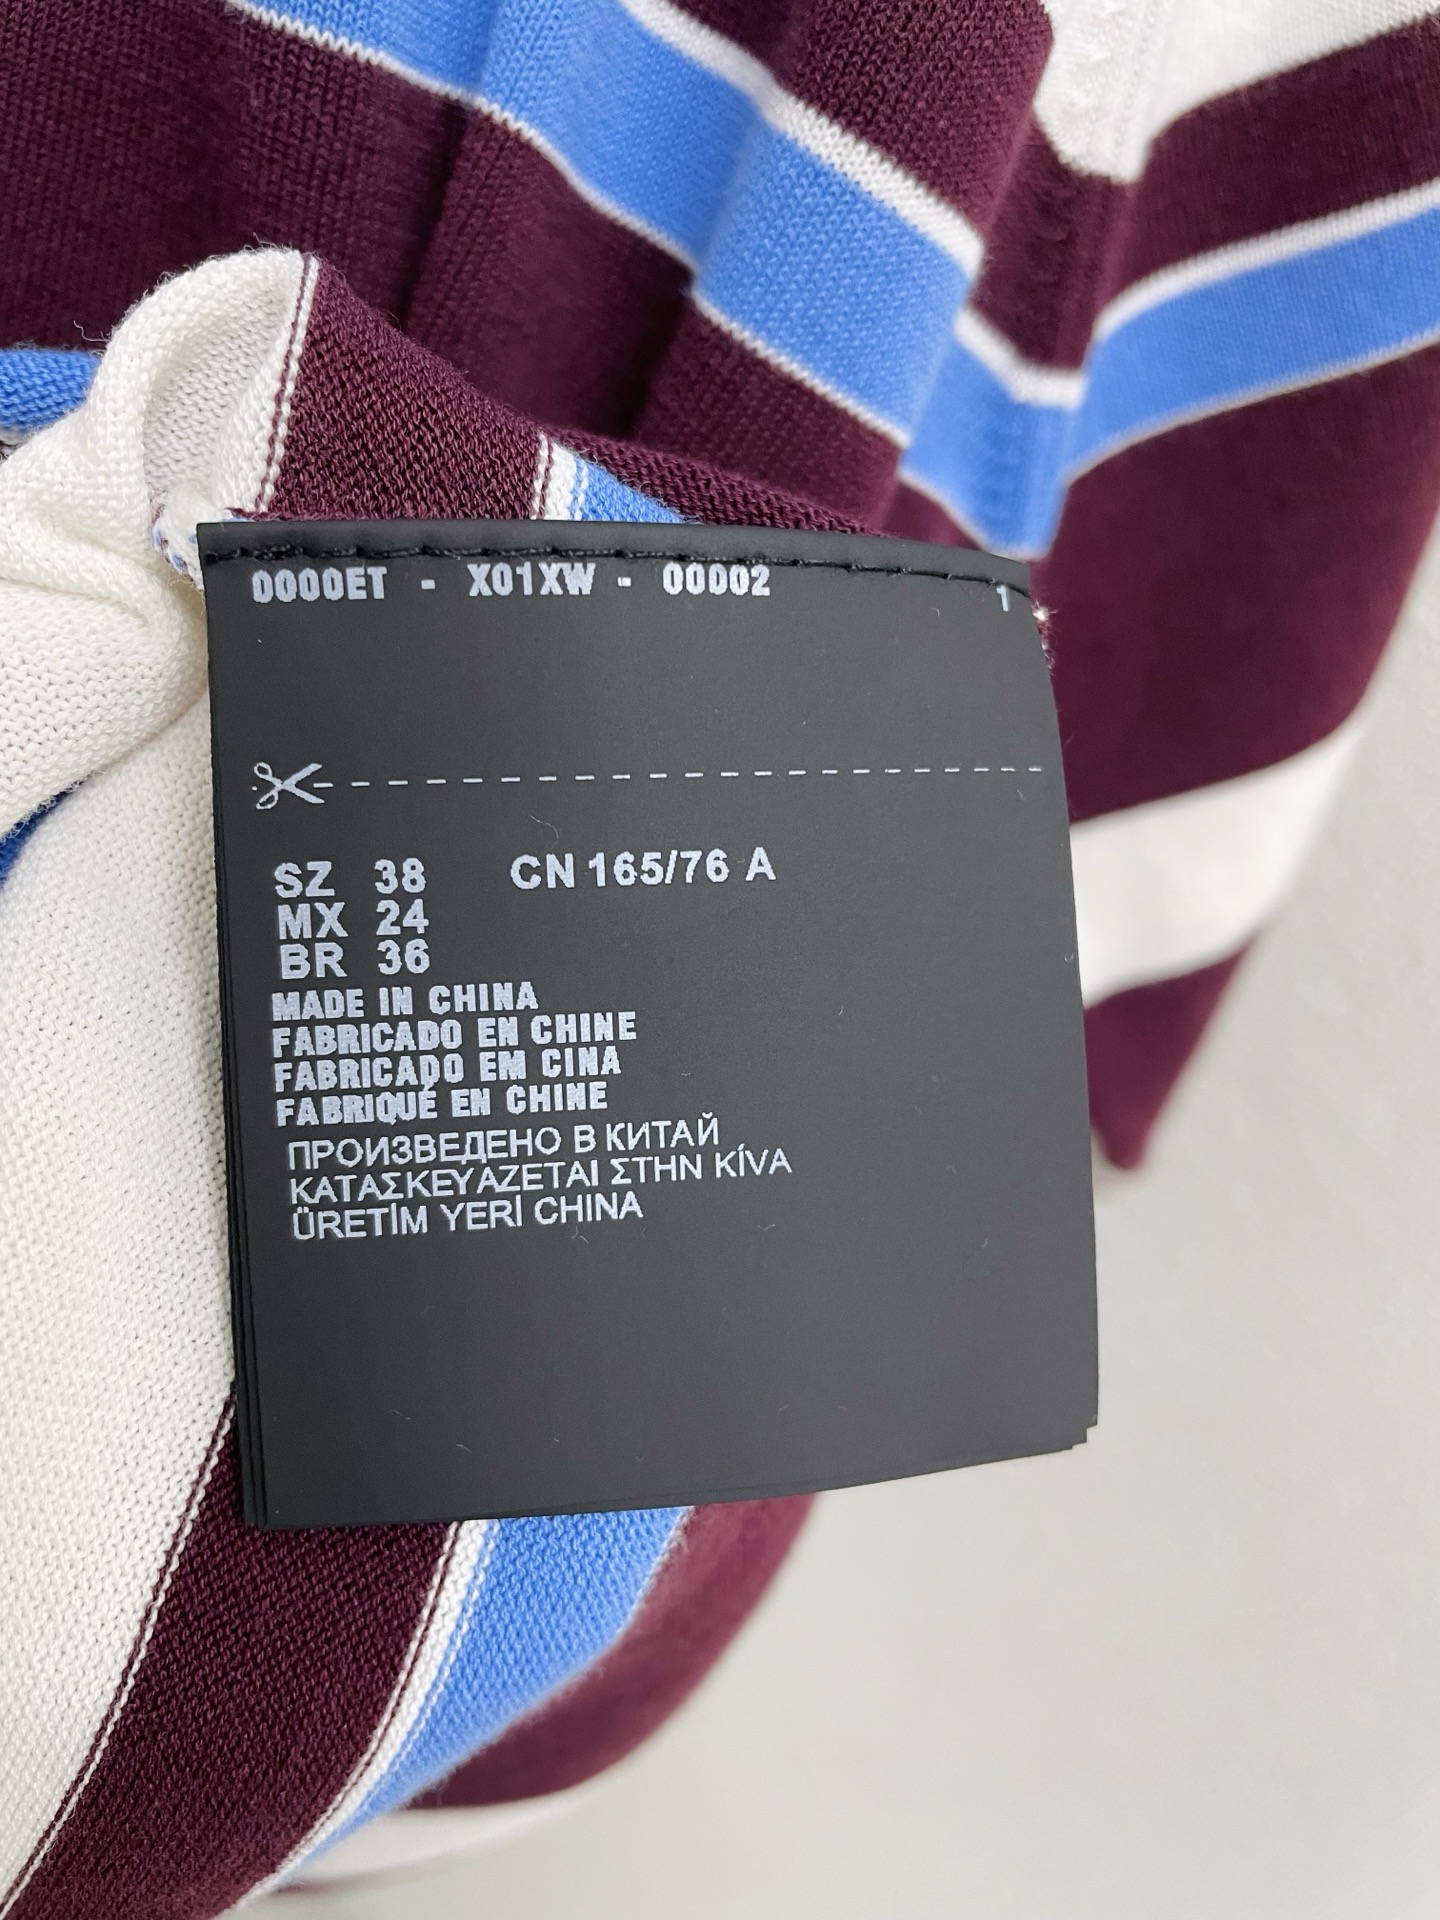 0000ET - X01XW - 00002 1
SZ 38 CN 165/76 A
MX 24
BR 36
MADE IN CHINA
FABRICADO EN CHINE
FABRICADO EM CINA
FABRIQUÉ EN CHINE
ПРОИЗВЕДЕНО В КИТАЙ
ΚΑΤΑΣΚΕΥΑΖΕΤΑΙ ΣΤΗΝ ΚΊVΑ
ÜRETİM YERİ CHINA